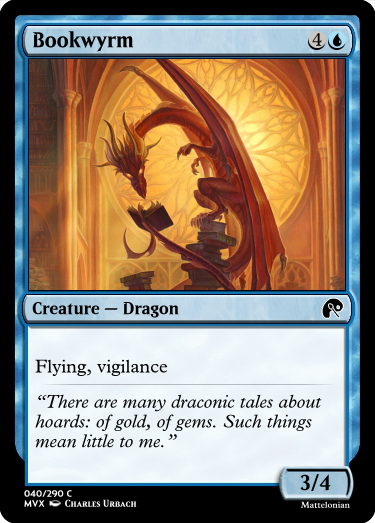 Bookwyrm 4
Creature — Dragon
Flying, vigilance
“There are many draconic tales about
hoards: of gold, of gems. Such things
mean little to me.”
3/4
040/290 C
MVX Charles Urbach
Mattelonian